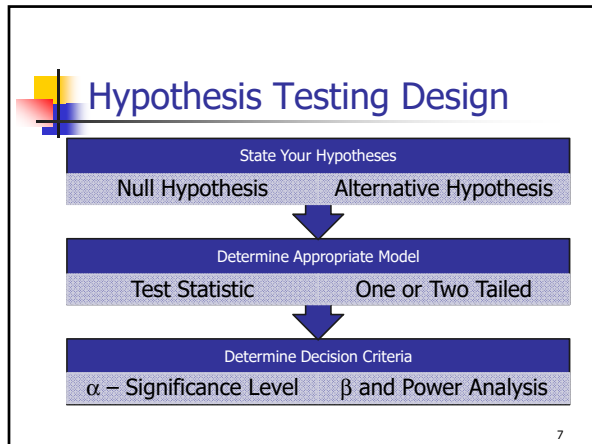 Hypothesis Testing Design
State Your Hypotheses
Null Hypothesis Alternative Hypothesis
Determine Appropriate Model
Test Statistic One or Two Tailed
Determine Decision Criteria
α – Significance Level β and Power Analysis
7